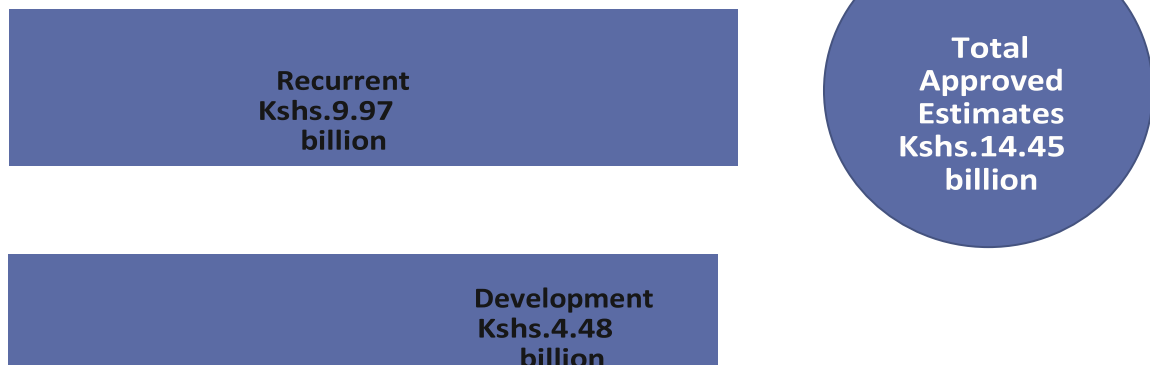 Recurrent
Kshs.9.97
billion
Total
Approved
Estimates
Kshs.14.45
billion
Development
Kshs.4.48
billion